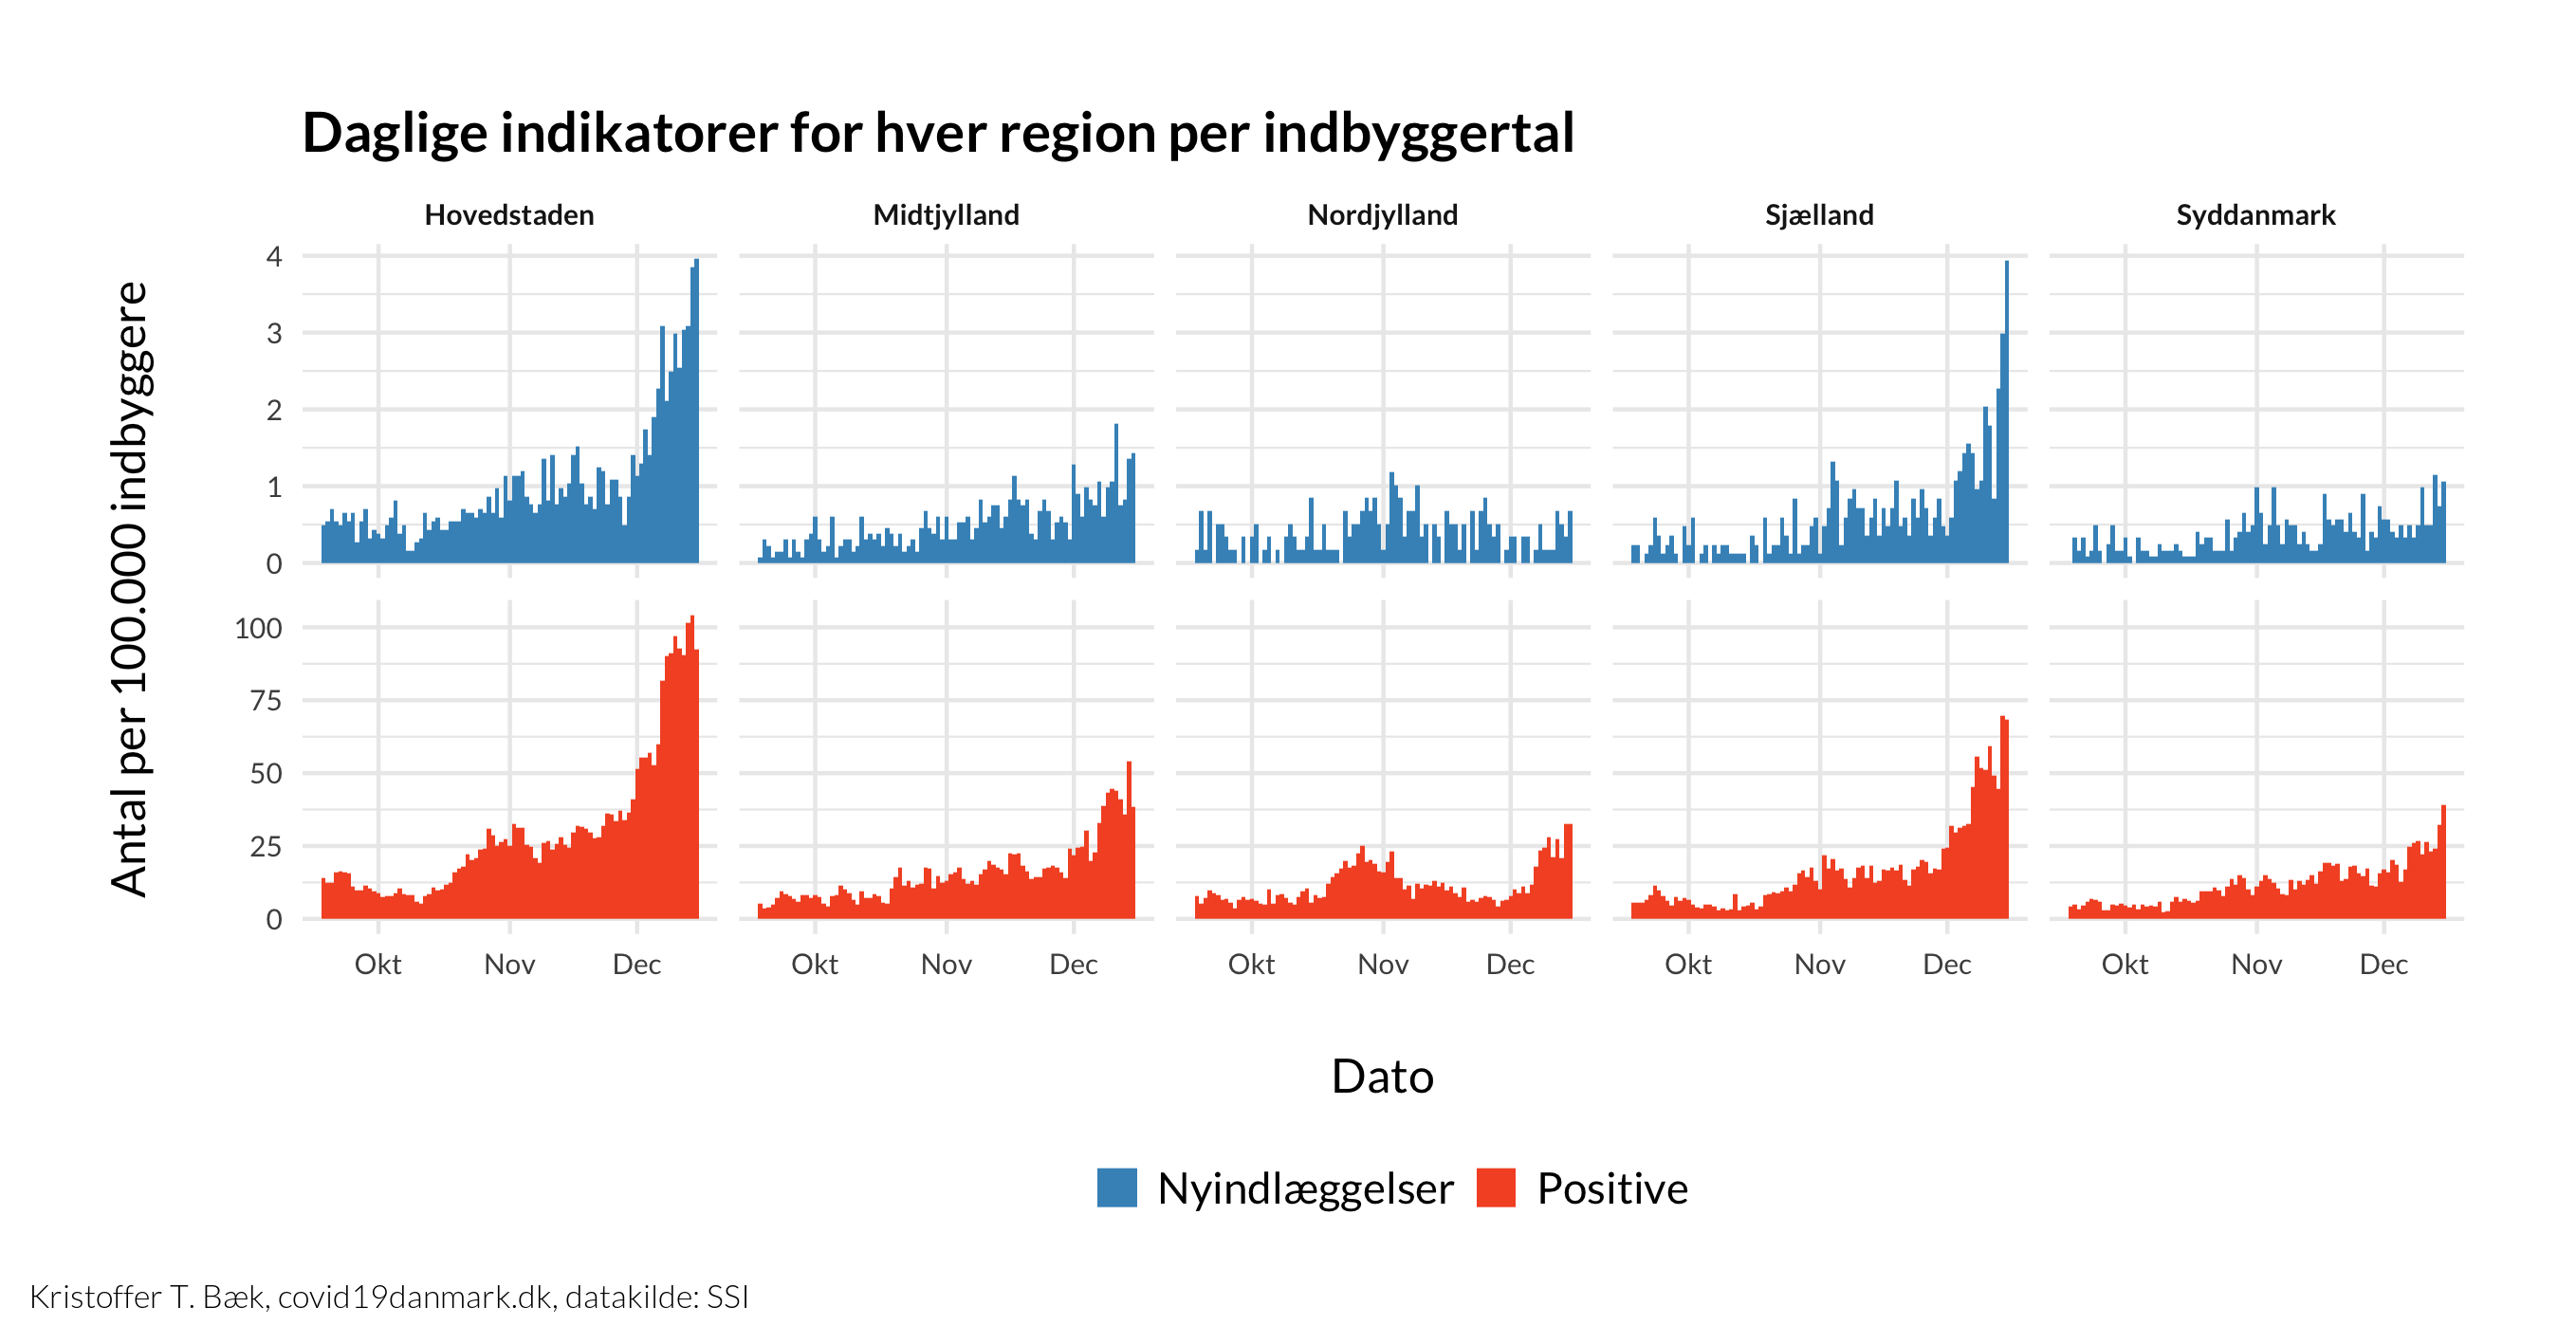 Daglige indikatorer for hver region per indbyggertal
Hovedstaden Midtjylland Nordjylland Sjælland Syddanmark
Antal per 100.000 indbyggere
4
3
2
1
0
100
75
50
25
0
Okt Nov Dec Okt Nov Dec Okt Nov Dec Okt Nov Dec Okt Nov Dec
Dato
Nyindlæggelser Positive
Kristoffer T. Bæk, covid19danmark.dk, datakilde: SSI